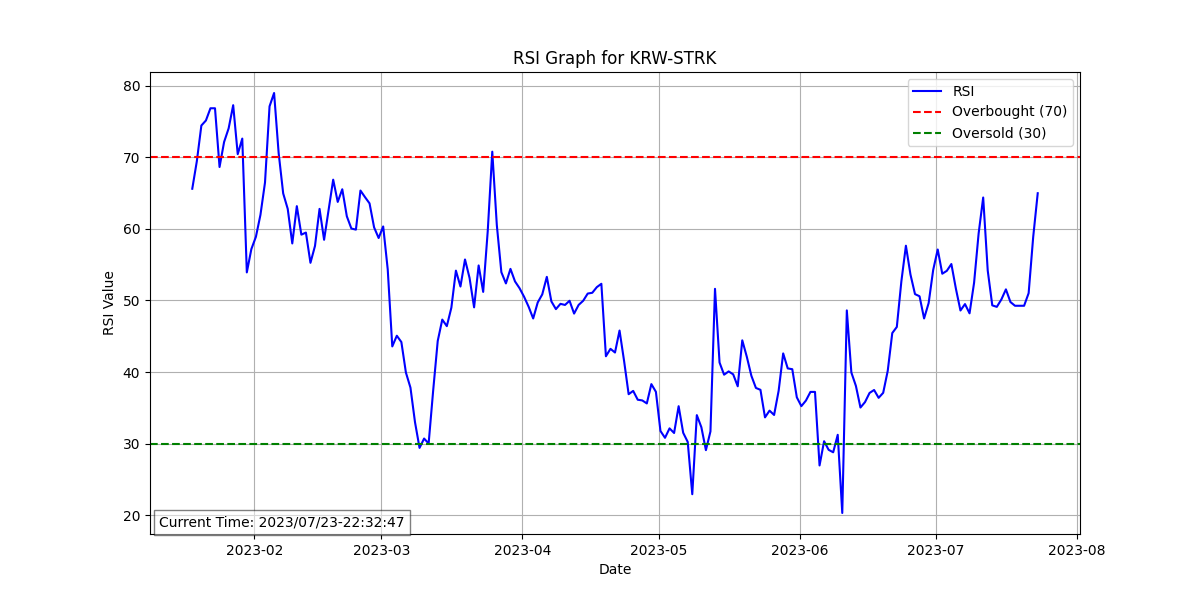 RSI Graph for KRW-STRK
RSI
Overbought (70)
Oversold (30)
RSI Value
80
70
60
50
40
30
20
Current Time: 2023/07/23-22:32:47
2023-02
2023-03
2023-04
2023-05
2023-06
2023-07
2023-08
Date